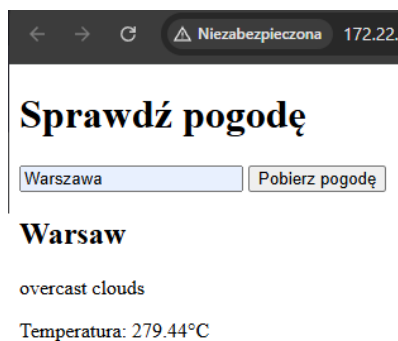 Niezabezpieczona 172.22.
Sprawdź pogodę
Warszawa Pobierz pogodę
Warsaw
overcast clouds
Temperatura: 279.44°C